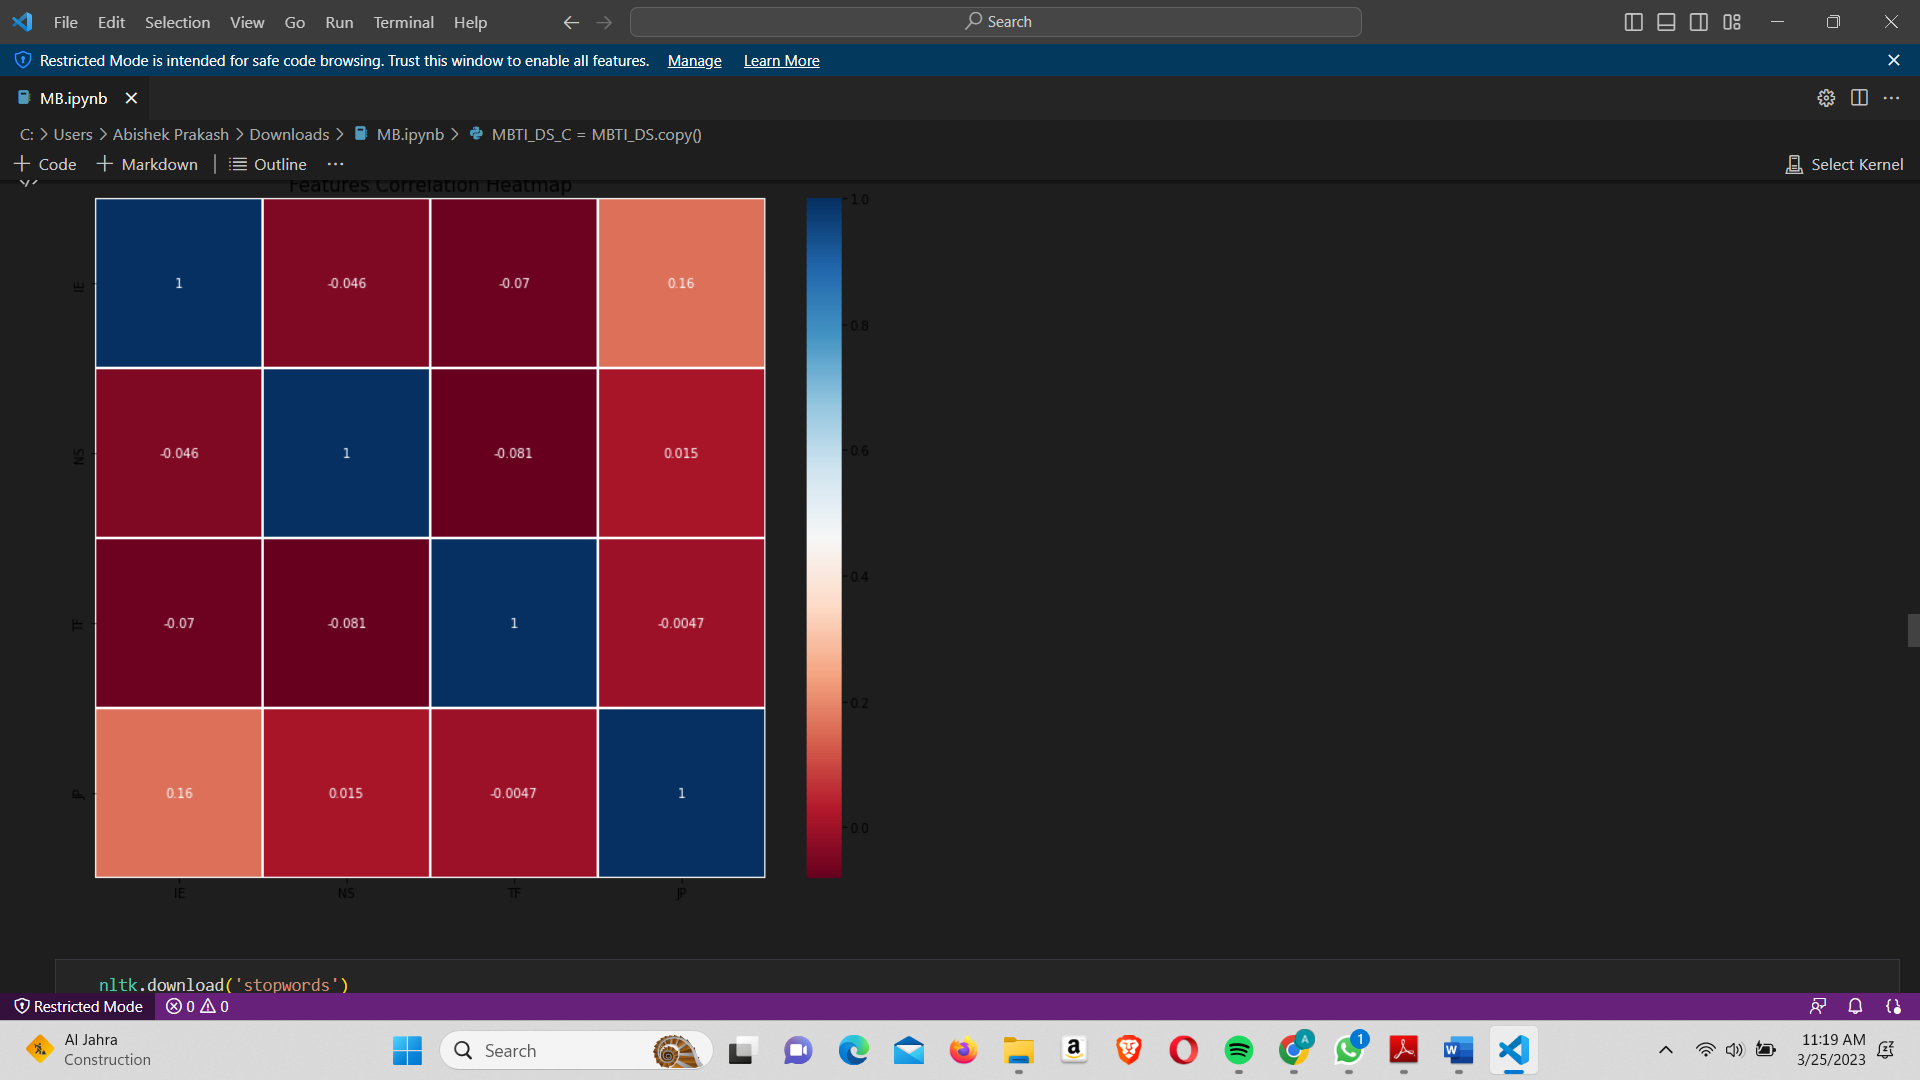 File Edit Selection View Go Run Terminal Help
Search
Restricted Mode is intended for safe code browsing. Trust this window to enable all features. Manage Learn More
MB.ipynb
C: > Users > Abishek Prakash > Downloads > MB.ipynb > MBTI_DS_C = MBTI_DS.copy()
+ Code + Markdown | Outline ···
Select Kernel
Features Correlation Heatmap
IE 1 -0.046 -0.07 0.16
NS -0.046 1 -0.081 0.015
TF -0.07 -0.081 1 -0.0047
JP 0.16 0.015 -0.0047 1
IE NS TF JP
1.0
0.8
0.6
0.4
0.2
0.0
nltk.download('stopwords')
Restricted Mode 0 0
Al Jahra
Construction
Search
A
1
11:19 AM
3/25/2023